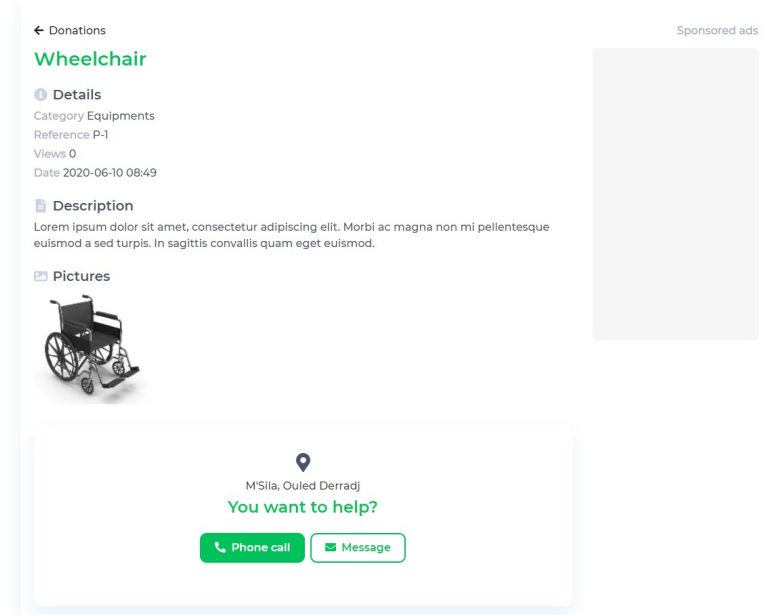 Donations
Sponsored ads
Wheelchair
Details
Category Equipments
Reference P-1
Views 0
Date 2020-06-10 08:49
Description
Lorem ipsum dolor sit amet, consectetur adipiscing elit. Morbi ac magna non mi pellentesque
euismod a sed turpis. In sagittis convallis quam eget euismod.
Pictures
M'Sila, Ouled Derradj
You want to help?
Phone call
Message